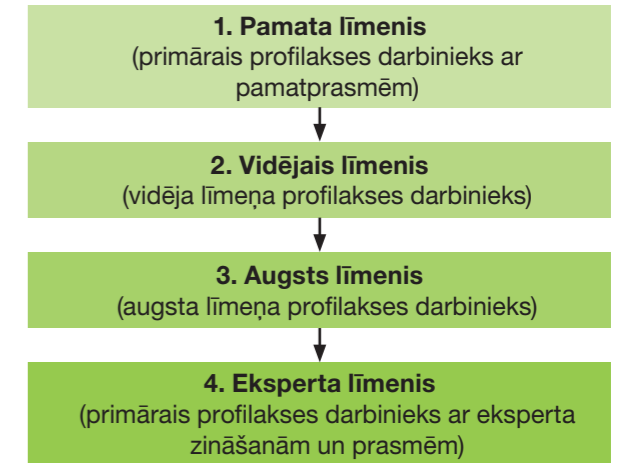 1. Pamata līmenis
(primārais profilakses darbinieks ar
pamatprasmēm)
2. Vidējais līmenis
(vidēja līmeņa profilakses darbinieks)
3. Augsts līmenis
(augsta līmeņa profilakses darbinieks)
4. Eksperta līmenis
(primārais profilakses darbinieks ar eksperta
zināšanām un prasmēm)